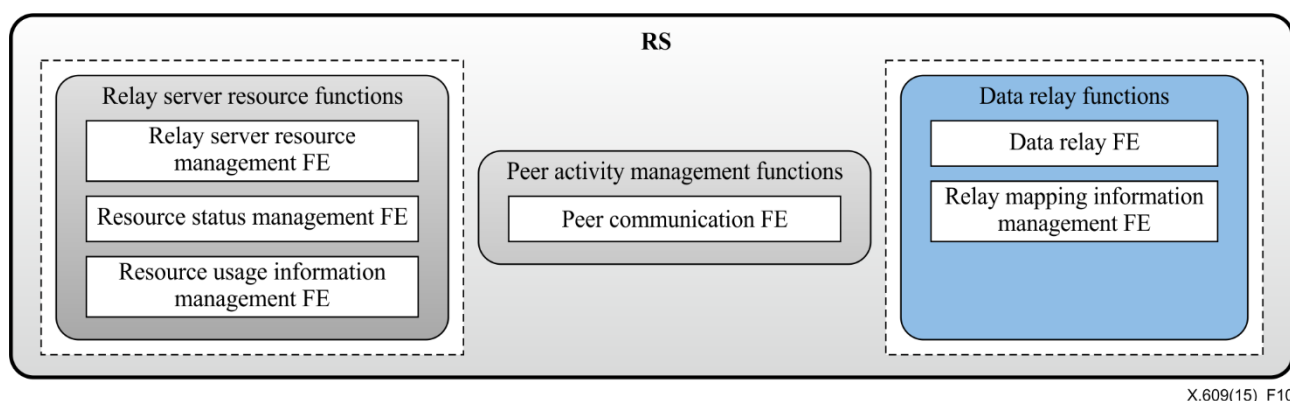 RS
Relay server resource functions
Relay server resource
management FE
Resource status management FE
Resource usage information
management FE
Peer activity management functions
Peer communication FE
Data relay functions
Data relay FE
Relay mapping information
management FE
X.609(15)_F10